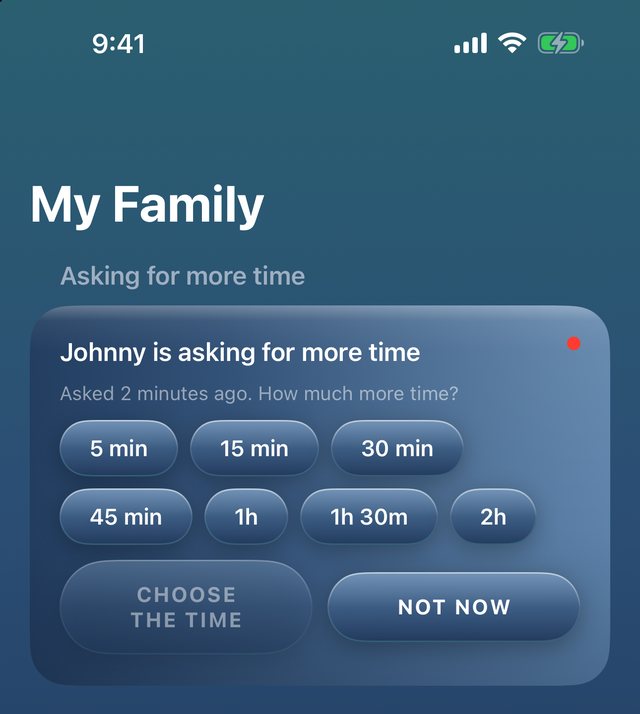 9:41
My Family
Asking for more time
Johnny is asking for more time
Asked 2 minutes ago. How much more time?
5 min 15 min 30 min
45 min 1h 1h 30m 2h
CHOOSE
THE TIME
NOT NOW